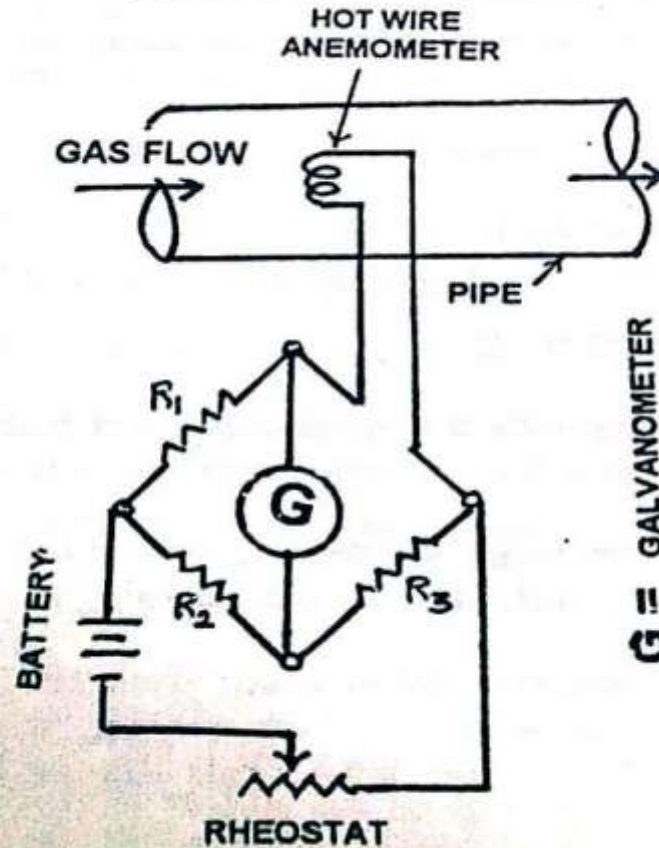 HOT WIRE
ANEMOMETER
GAS FLOW
PIPE
R1
G
R2
R3
BATTERY
G = GALVANOMETER
RHEOSTAT